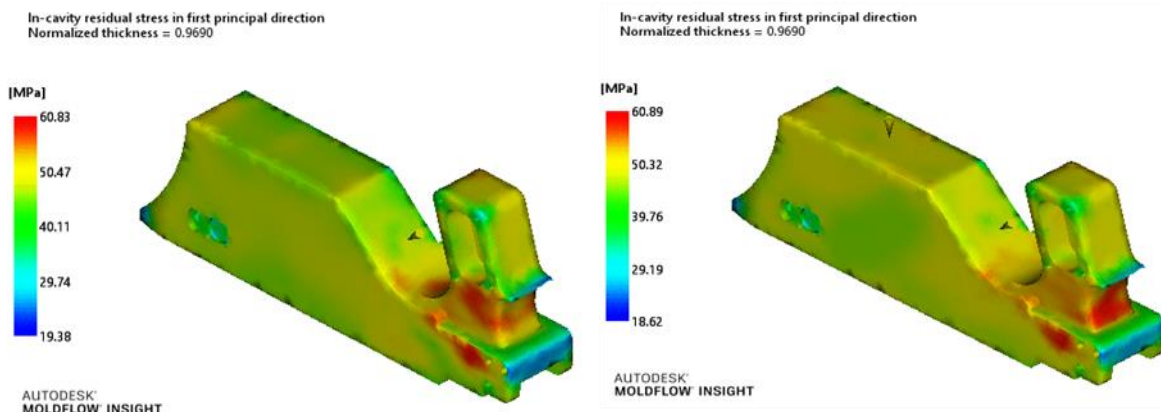 In-cavity residual stress in first principal direction
Normalized thickness = 0.9690
[MPa]
60.83
50.47
40.11
29.74
19.38
AUTODESK®
MOLDFLOW® INSIGHT
In-cavity residual stress in first principal direction
Normalized thickness = 0.9690
[MPa]
60.89
50.32
39.76
29.19
18.62
AUTODESK®
MOLDFLOW® INSIGHT